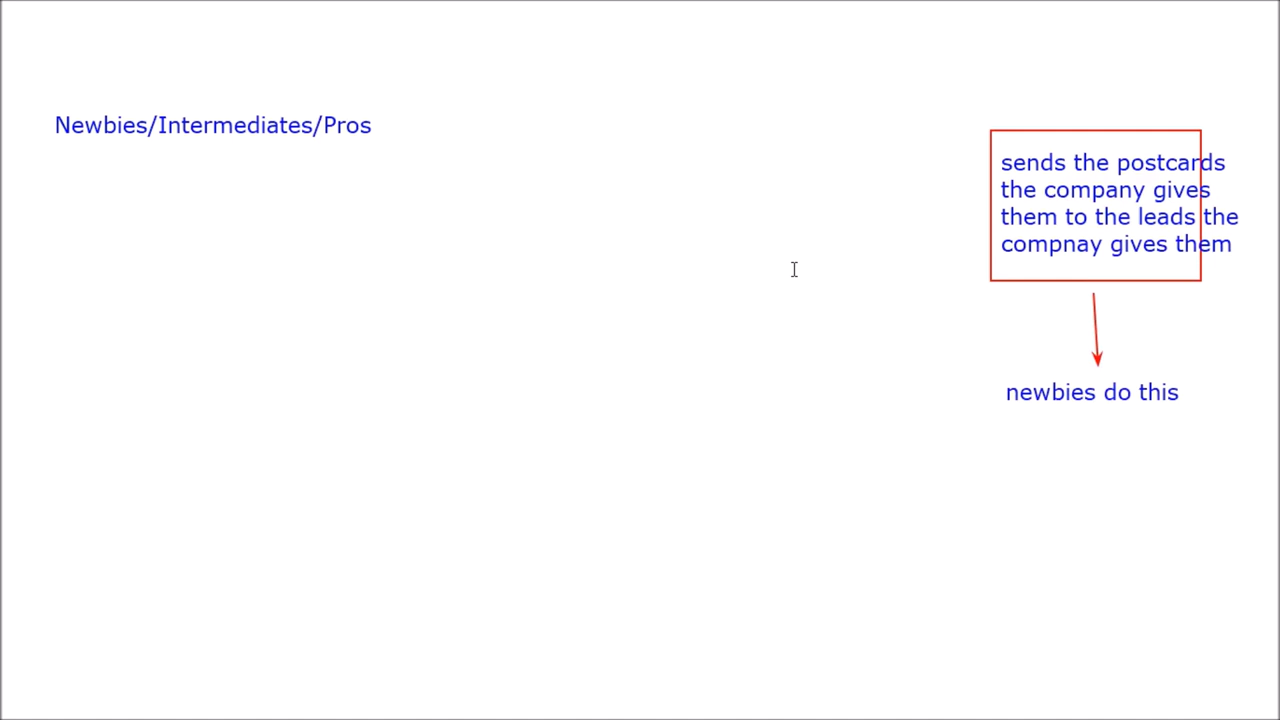 Newbies/Intermediates/Pros
sends the postcards
the company gives
them to the leads the
compnay gives them
newbies do this